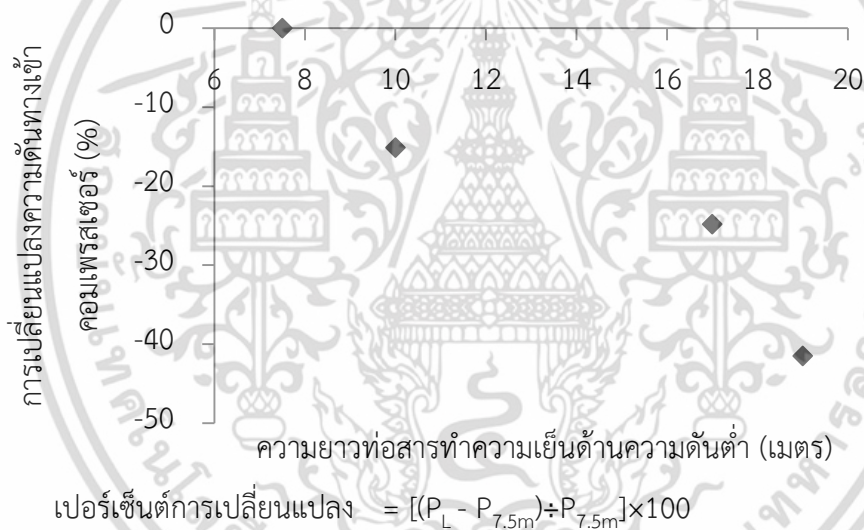 การเปลี่ยนแปลงความดันทางเข้า
คอมเพรสเซอร์ (%)
0
-10
-20
-30
-40
-50
6 8 10 12 14 16 18 20
ความยาวท่อสารทำความเย็นด้านความดันต่ำ (เมตร)
เปอร์เซ็นต์การเปลี่ยนแปลง = [(P_L - P_7.5m)÷P_7.5m]×100